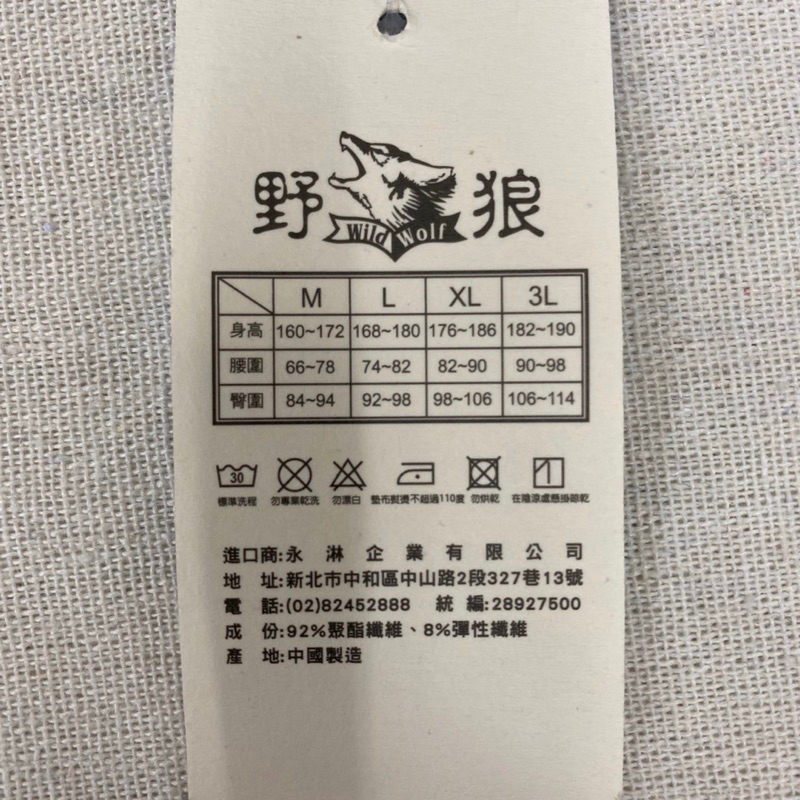 野 Wild Wolf 狼
M L XL 3L
身高 160~172 168~180 176~186 182~190
腰圍 66~78 74~82 82~90 90~98
臀圍 84~94 92~98 98~106 106~114
30
標準洗程 勿專業乾洗 勿漂白 墊布熨燙不超過110度 勿烘乾 在陰涼處懸掛晾乾
進口商:永淋企業有限公司
地 址:新北市中和區中山路2段327巷13號
電 話:(02)82452888 統 編:28927500
成 份:92%聚酯纖維、8%彈性纖維
產 地:中國製造